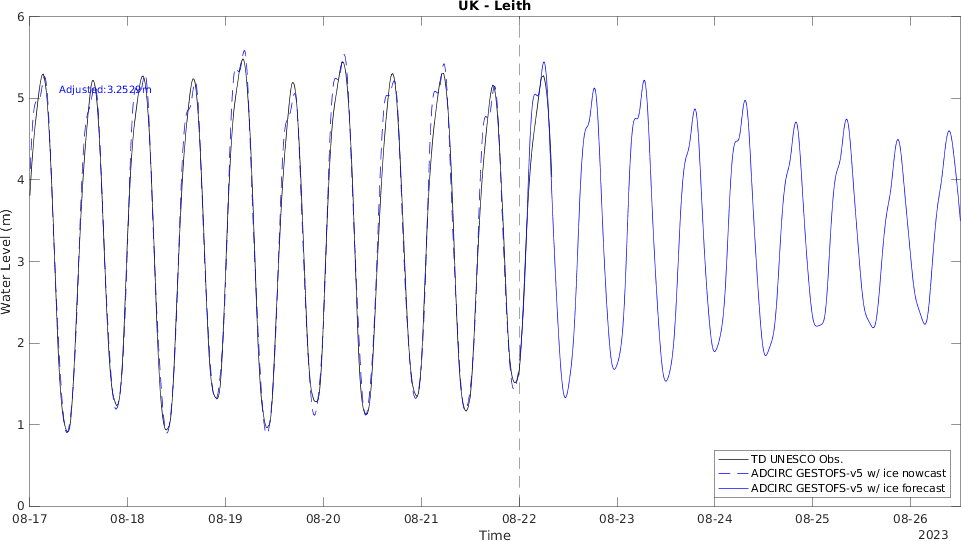 UK - Leith
6
5
4
3
2
1
0
Adjusted:3.2529m
Water Level (m)
TD UNESCO Obs.
ADCIRC GESTOFS-v5 w/ ice nowcast
ADCIRC GESTOFS-v5 w/ ice forecast
08-17 08-18 08-19 08-20 08-21 08-22 08-23 08-24 08-25 08-26
Time
2023